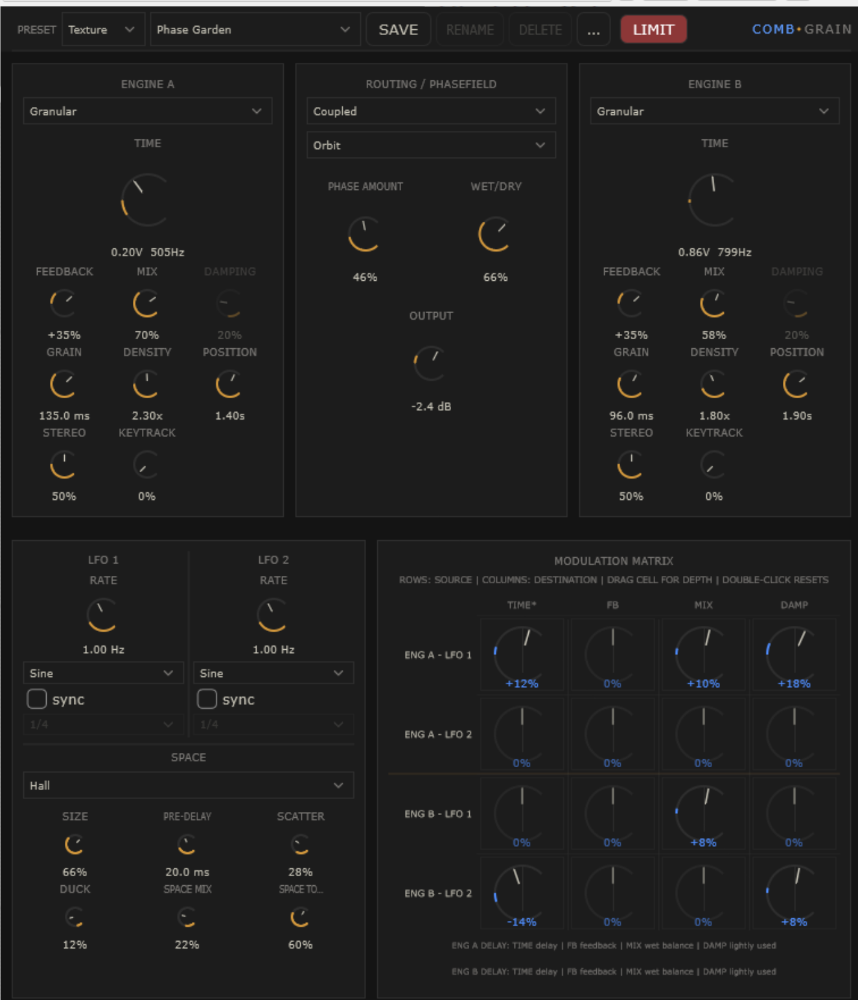 PRESET Texture Phase Garden SAVE RENAME DELETE ... LIMIT COMB•GRAIN
ENGINE A
Granular
TIME
0.20V 505Hz
FEEDBACK MIX DAMPING
+35% 70% 20%
GRAIN DENSITY POSITION
135.0 ms 2.30x 1.40s
STEREO KEYTRACK
50% 0%
ROUTING / PHASEFIELD
Coupled
Orbit
PHASE AMOUNT WET/DRY
46% 66%
OUTPUT
-2.4 dB
ENGINE B
Granular
TIME
0.86V 799Hz
FEEDBACK MIX DAMPING
+35% 58% 20%
GRAIN DENSITY POSITION
96.0 ms 1.80x 1.90s
STEREO KEYTRACK
50% 0%
LFO 1 LFO 2
RATE RATE
1.00 Hz 1.00 Hz
Sine Sine
sync sync
1/4 1/4
SPACE
Hall
SIZE PRE-DELAY SCATTER
66% 20.0 ms 28%
DUCK SPACE MIX SPACE TO...
12% 22% 60%
MODULATION MATRIX
ROWS: SOURCE | COLUMNS: DESTINATION | DRAG CELL FOR DEPTH | DOUBLE-CLICK RESETS
TIME* FB MIX DAMP
ENG A - LFO 1 +12% 0% +10% +18%
ENG A - LFO 2 0% 0% 0% 0%
ENG B - LFO 1 0% 0% +8% 0%
ENG B - LFO 2 -14% 0% 0% +8%
ENG A DELAY: TIME delay | FB feedback | MIX wet balance | DAMP lightly used
ENG B DELAY: TIME delay | FB feedback | MIX wet balance | DAMP lightly used